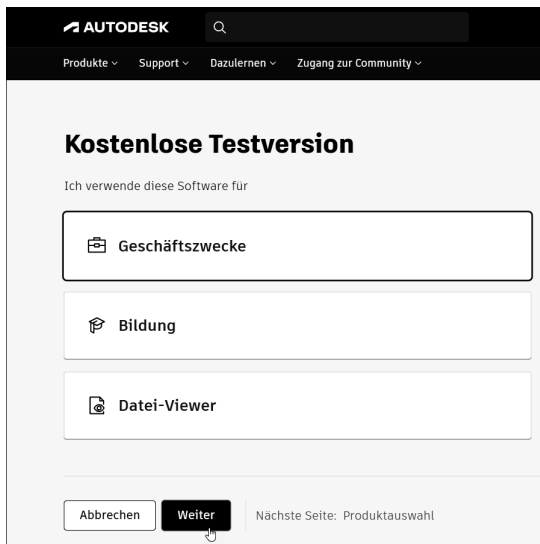 AUTODESK
Produkte Support Dazulernen Zugang zur Community
Kostenlose Testversion
Ich verwende diese Software für
Geschäftszwecke
Bildung
Datei-Viewer
Abbrechen Weiter Nächste Seite: Produktauswahl